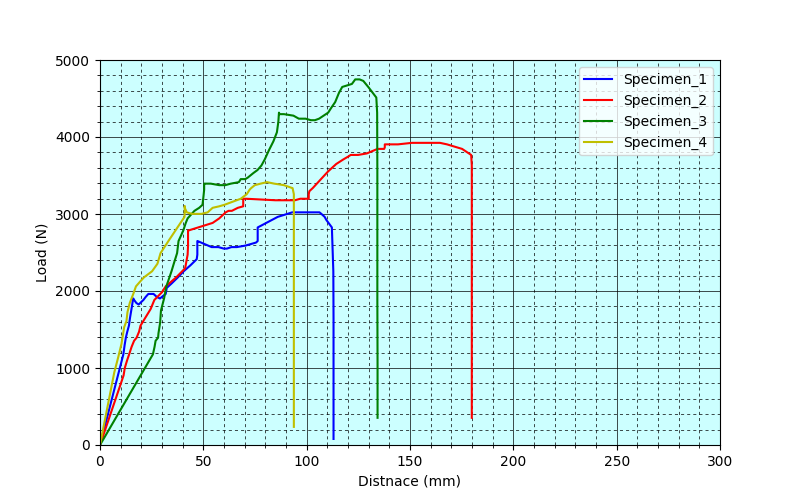 5000
4000
3000
2000
1000
0
Load (N)
Specimen_1
Specimen_2
Specimen_3
Specimen_4
0 50 100 150 200 250 300
Distnace (mm)